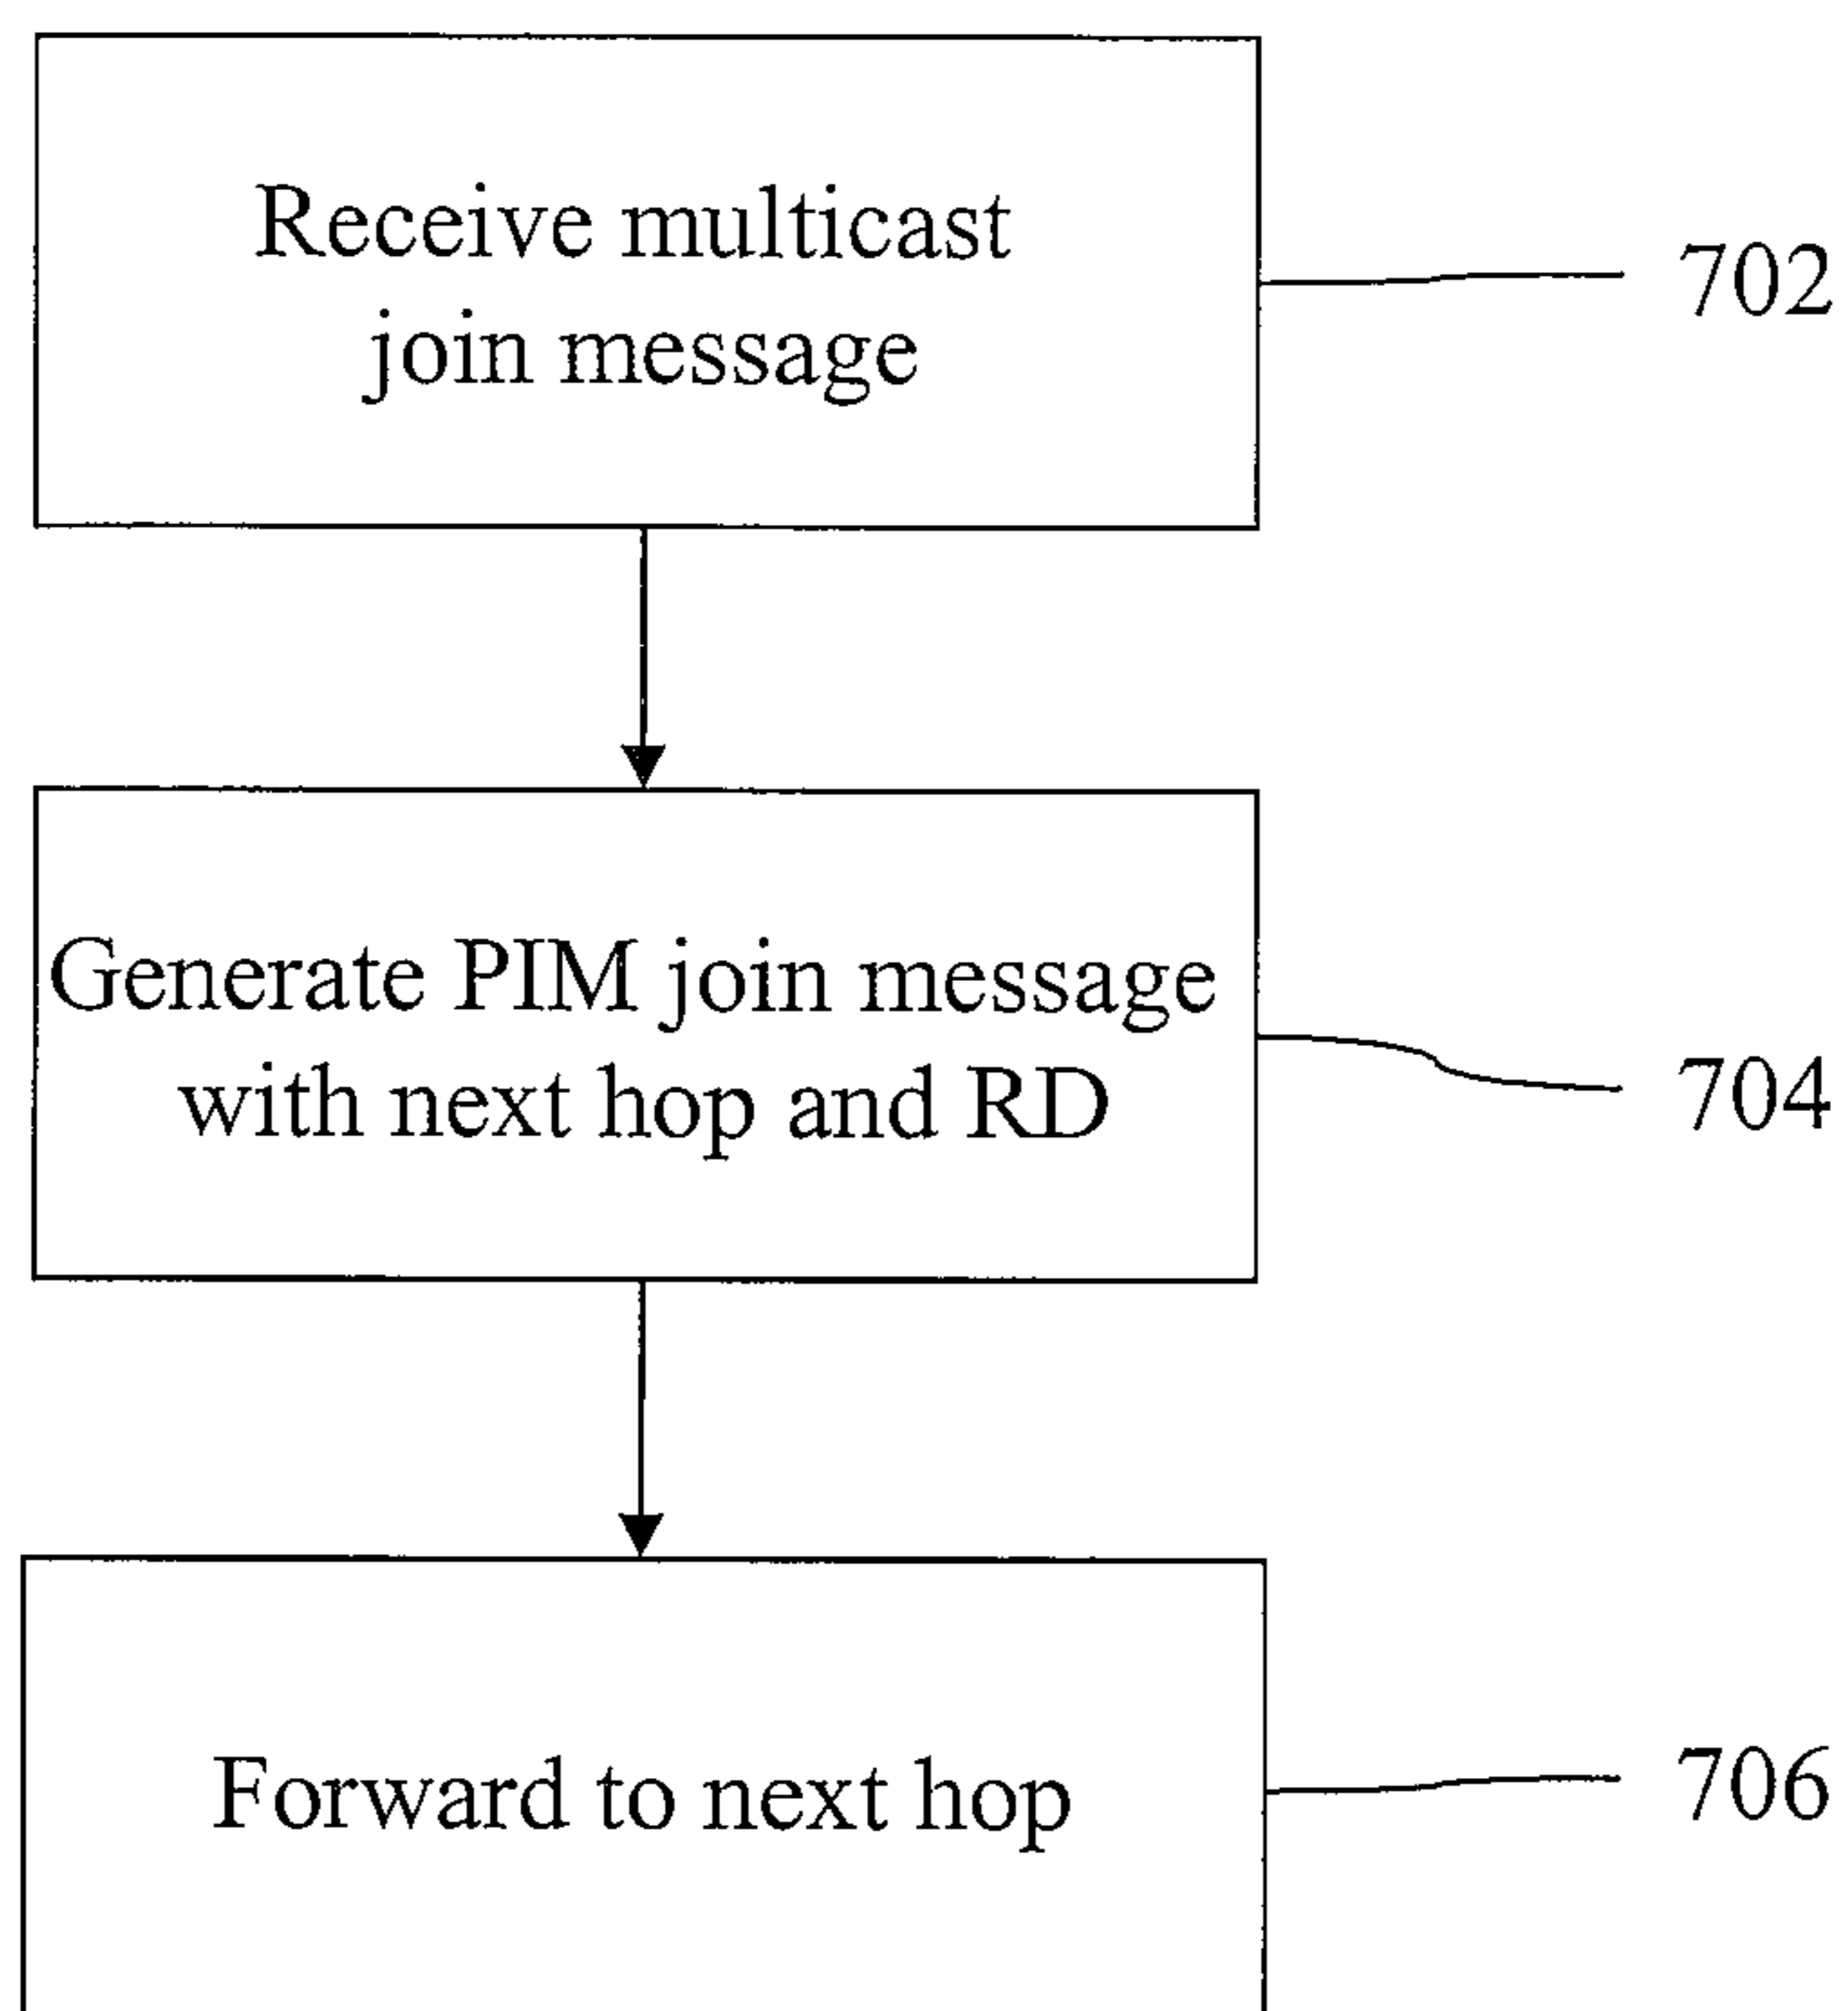 Receive multicast
join message
702
Generate PIM join message
with next hop and RD
704
Forward to next hop
706